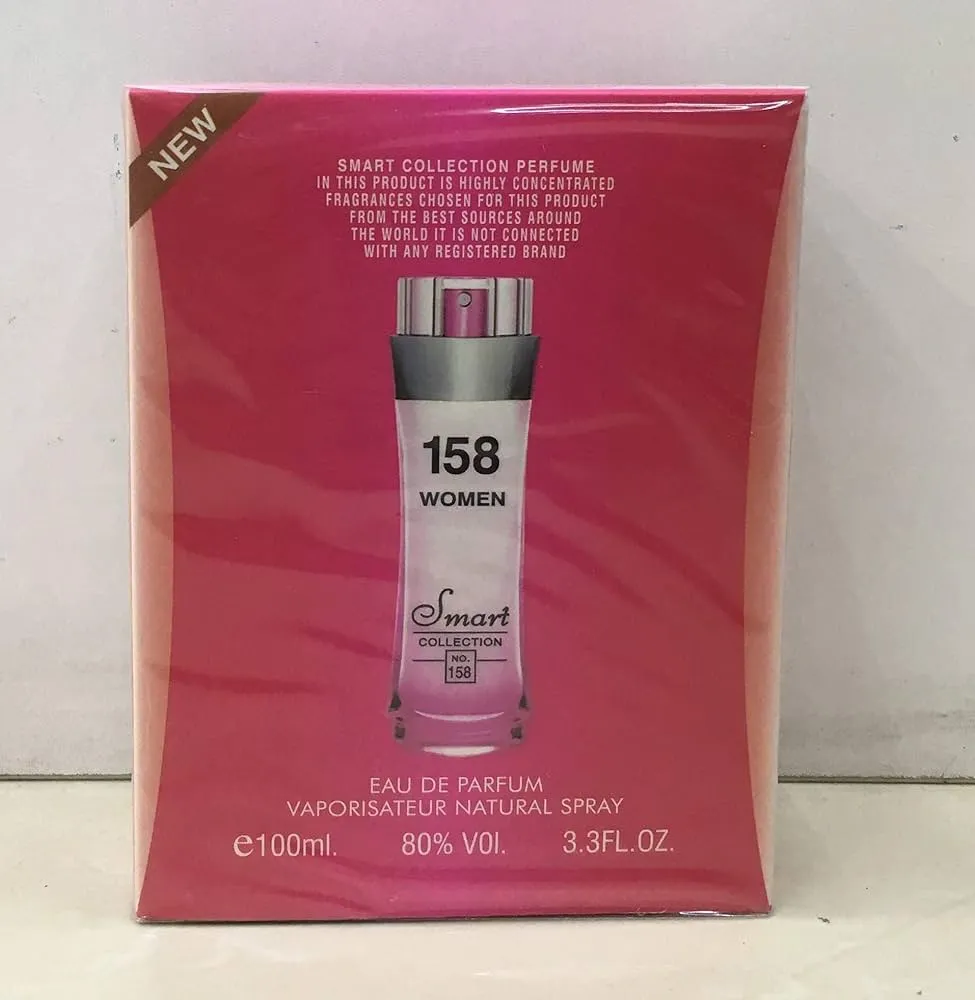 NEW
SMART COLLECTION PERFUME
IN THIS PRODUCT IS HIGHLY CONCENTRATED
FRAGRANCES CHOSEN FOR THIS PRODUCT
FROM THE BEST SOURCES AROUND
THE WORLD IT IS NOT CONNECTED
WITH ANY REGISTERED BRAND
158
WOMEN
Smart
COLLECTION
NO.
158
EAU DE PARFUM
VAPORISATEUR NATURAL SPRAY
e100ml. 80% VOl. 3.3FL.OZ.